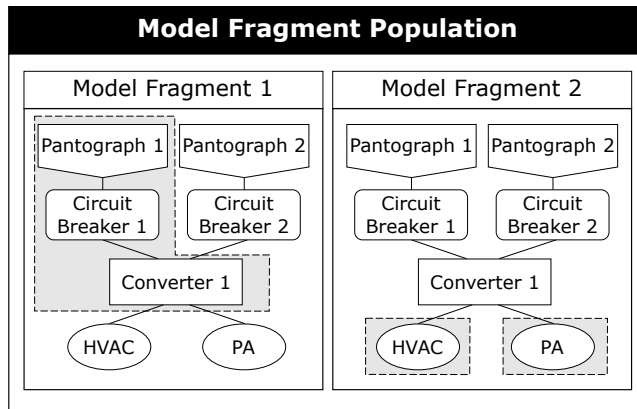 Model Fragment Population
Model Fragment 1
Pantograph 1
Pantograph 2
Circuit
Breaker 1
Circuit
Breaker 2
Converter 1
HVAC
PA
Model Fragment 2
Pantograph 1
Pantograph 2
Circuit
Breaker 1
Circuit
Breaker 2
Converter 1
HVAC
PA